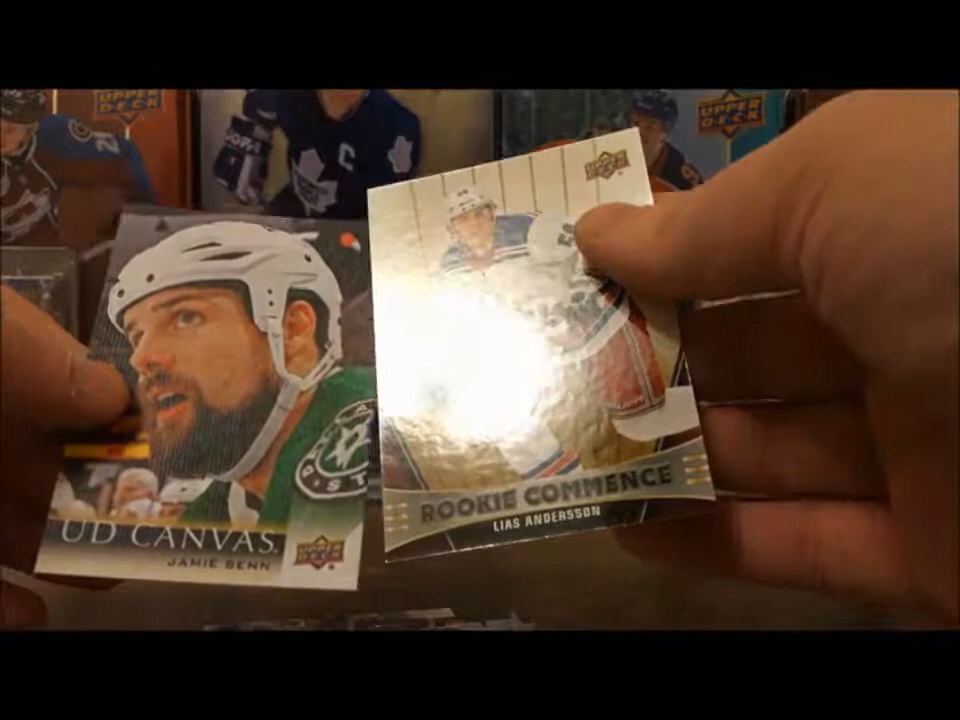 UPPER
DECK
UPPER
DECK
C
UPPER
DECK
UD CANVAS
JAMIE BENN
UPPER
DECK
ROOKIE COMMENCE
LIAS ANDERSSON